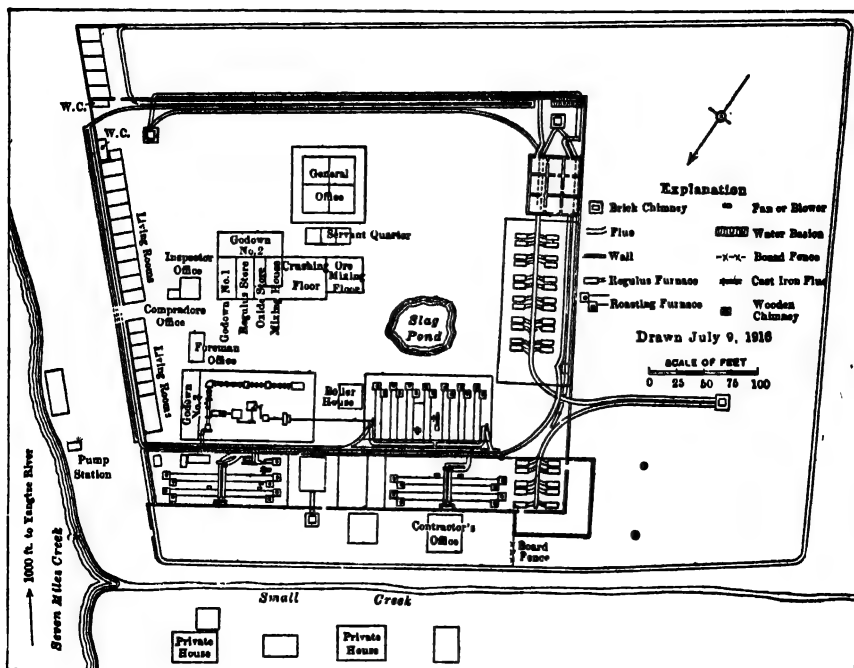 W.C.
W.C.
Living Rooms
Living Rooms
General
Office
Servant Quarter
Godown
No. 2
Inspector
Office
Compradore
Office
Godown No.1
Regulus Store
Oxide Store
Mixing House
Crushing
Floor
Ore
Mixing
Floor
Foreman
Office
Slag
Pond
Boiler
House
Godown
Pump
Station
Contractor's
Office
Board
Fence
1000 ft. to Yangtze River
Seven Miles Creek
Small Creek
Private
House
Private
House
Explanation
Brick Chimney
Flue
Wall
Regulus Furnace
Roasting Furnace
Fan or Blower
Water Basion
Board Fence
Cast Iron Flue
Wooden
Chimney
Drawn July 9, 1916
SCALE OF FEET
0 25 50 75 100